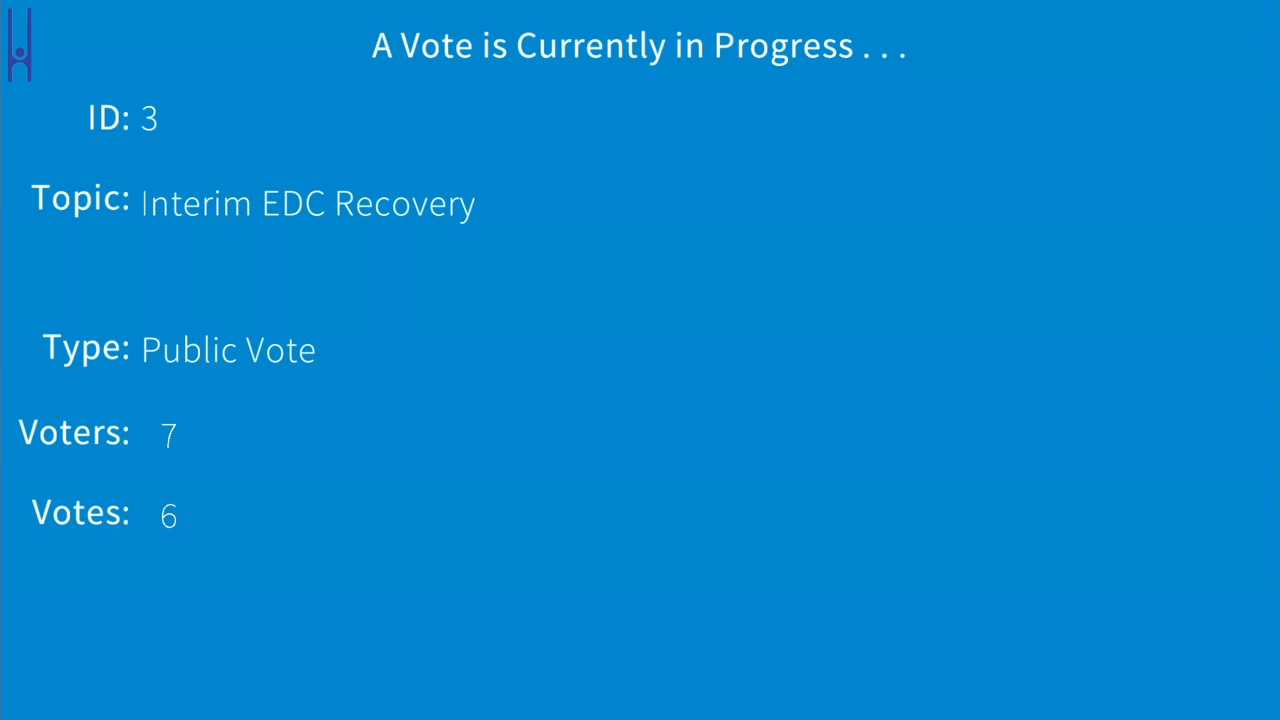 A Vote is Currently in Progress . . .
ID: 3
Topic: Interim EDC Recovery
Type: Public Vote
Voters: 7
Votes: 6